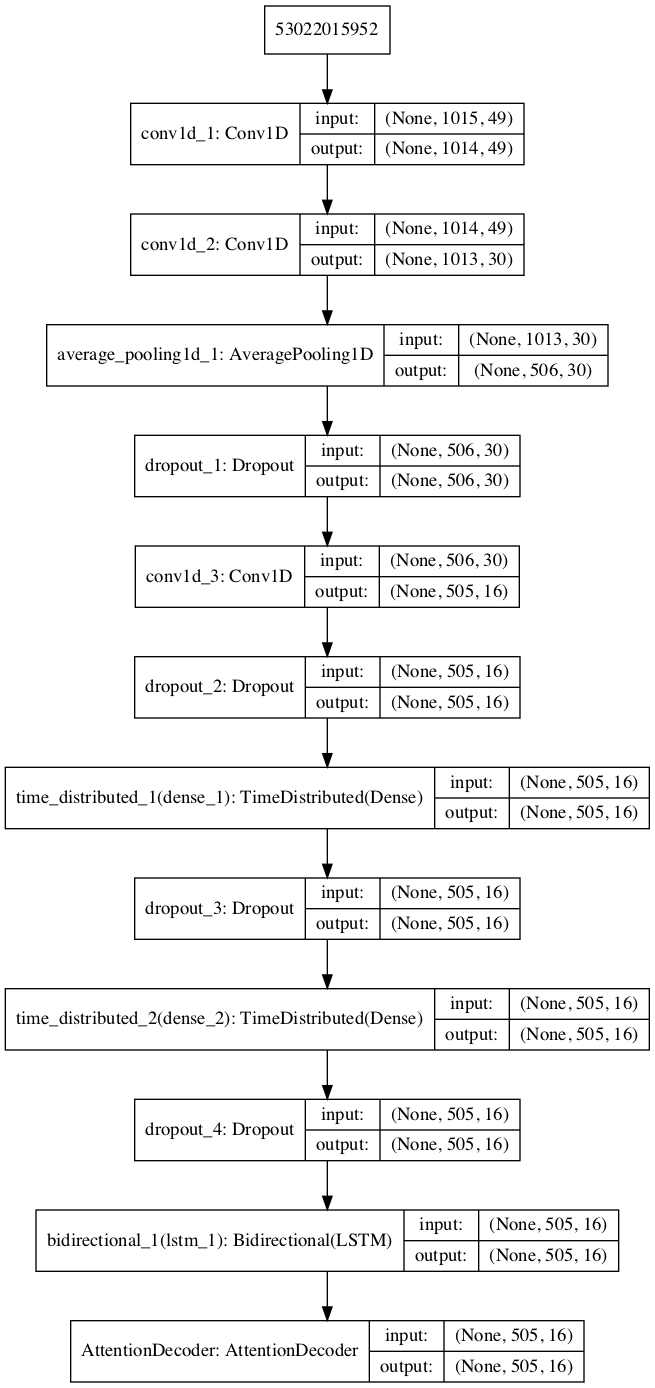 53022015952
conv1d_1: Conv1D
input: (None, 1015, 49)
output: (None, 1014, 49)
conv1d_2: Conv1D
input: (None, 1014, 49)
output: (None, 1013, 30)
average_pooling1d_1: AveragePooling1D
input: (None, 1013, 30)
output: (None, 506, 30)
dropout_1: Dropout
input: (None, 506, 30)
output: (None, 506, 30)
conv1d_3: Conv1D
input: (None, 506, 30)
output: (None, 505, 16)
dropout_2: Dropout
input: (None, 505, 16)
output: (None, 505, 16)
time_distributed_1(dense_1): TimeDistributed(Dense)
input: (None, 505, 16)
output: (None, 505, 16)
dropout_3: Dropout
input: (None, 505, 16)
output: (None, 505, 16)
time_distributed_2(dense_2): TimeDistributed(Dense)
input: (None, 505, 16)
output: (None, 505, 16)
dropout_4: Dropout
input: (None, 505, 16)
output: (None, 505, 16)
bidirectional_1(lstm_1): Bidirectional(LSTM)
input: (None, 505, 16)
output: (None, 505, 16)
AttentionDecoder: AttentionDecoder
input: (None, 505, 16)
output: (None, 505, 16)